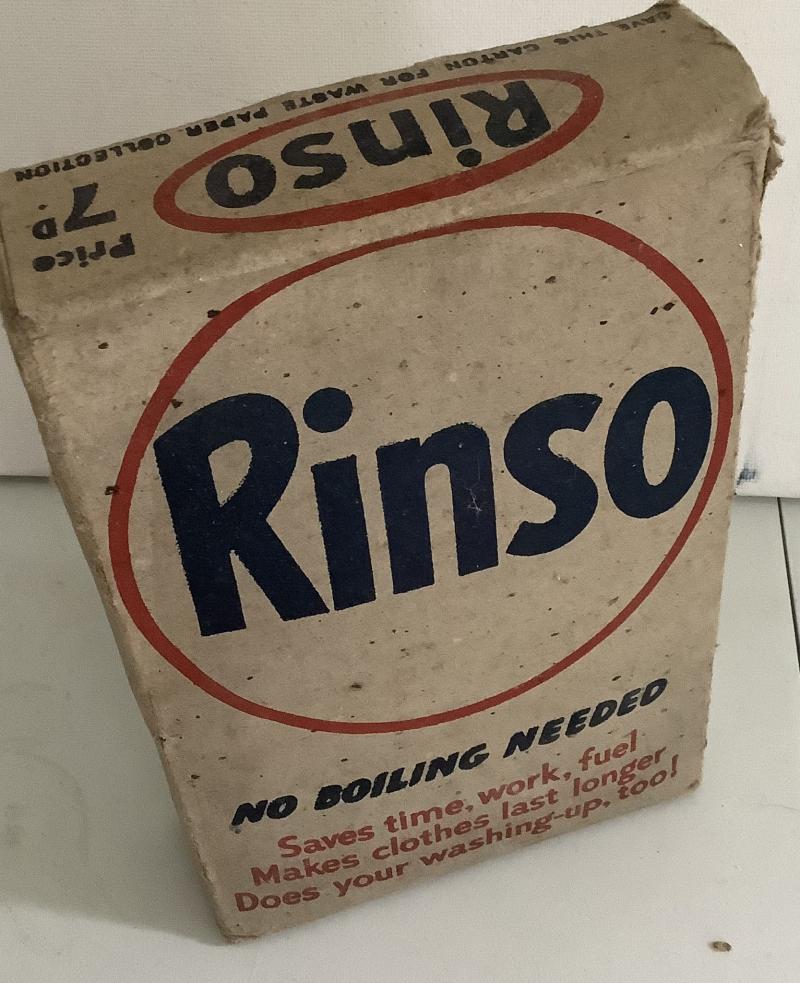 SAVE THIS CARTON FOR WASTE PAPER COLLECTION
Rinso
Price
7D
Rinso
NO BOILING NEEDED
Saves time, work, fuel
Makes clothes last longer
Does your washing-up, too!